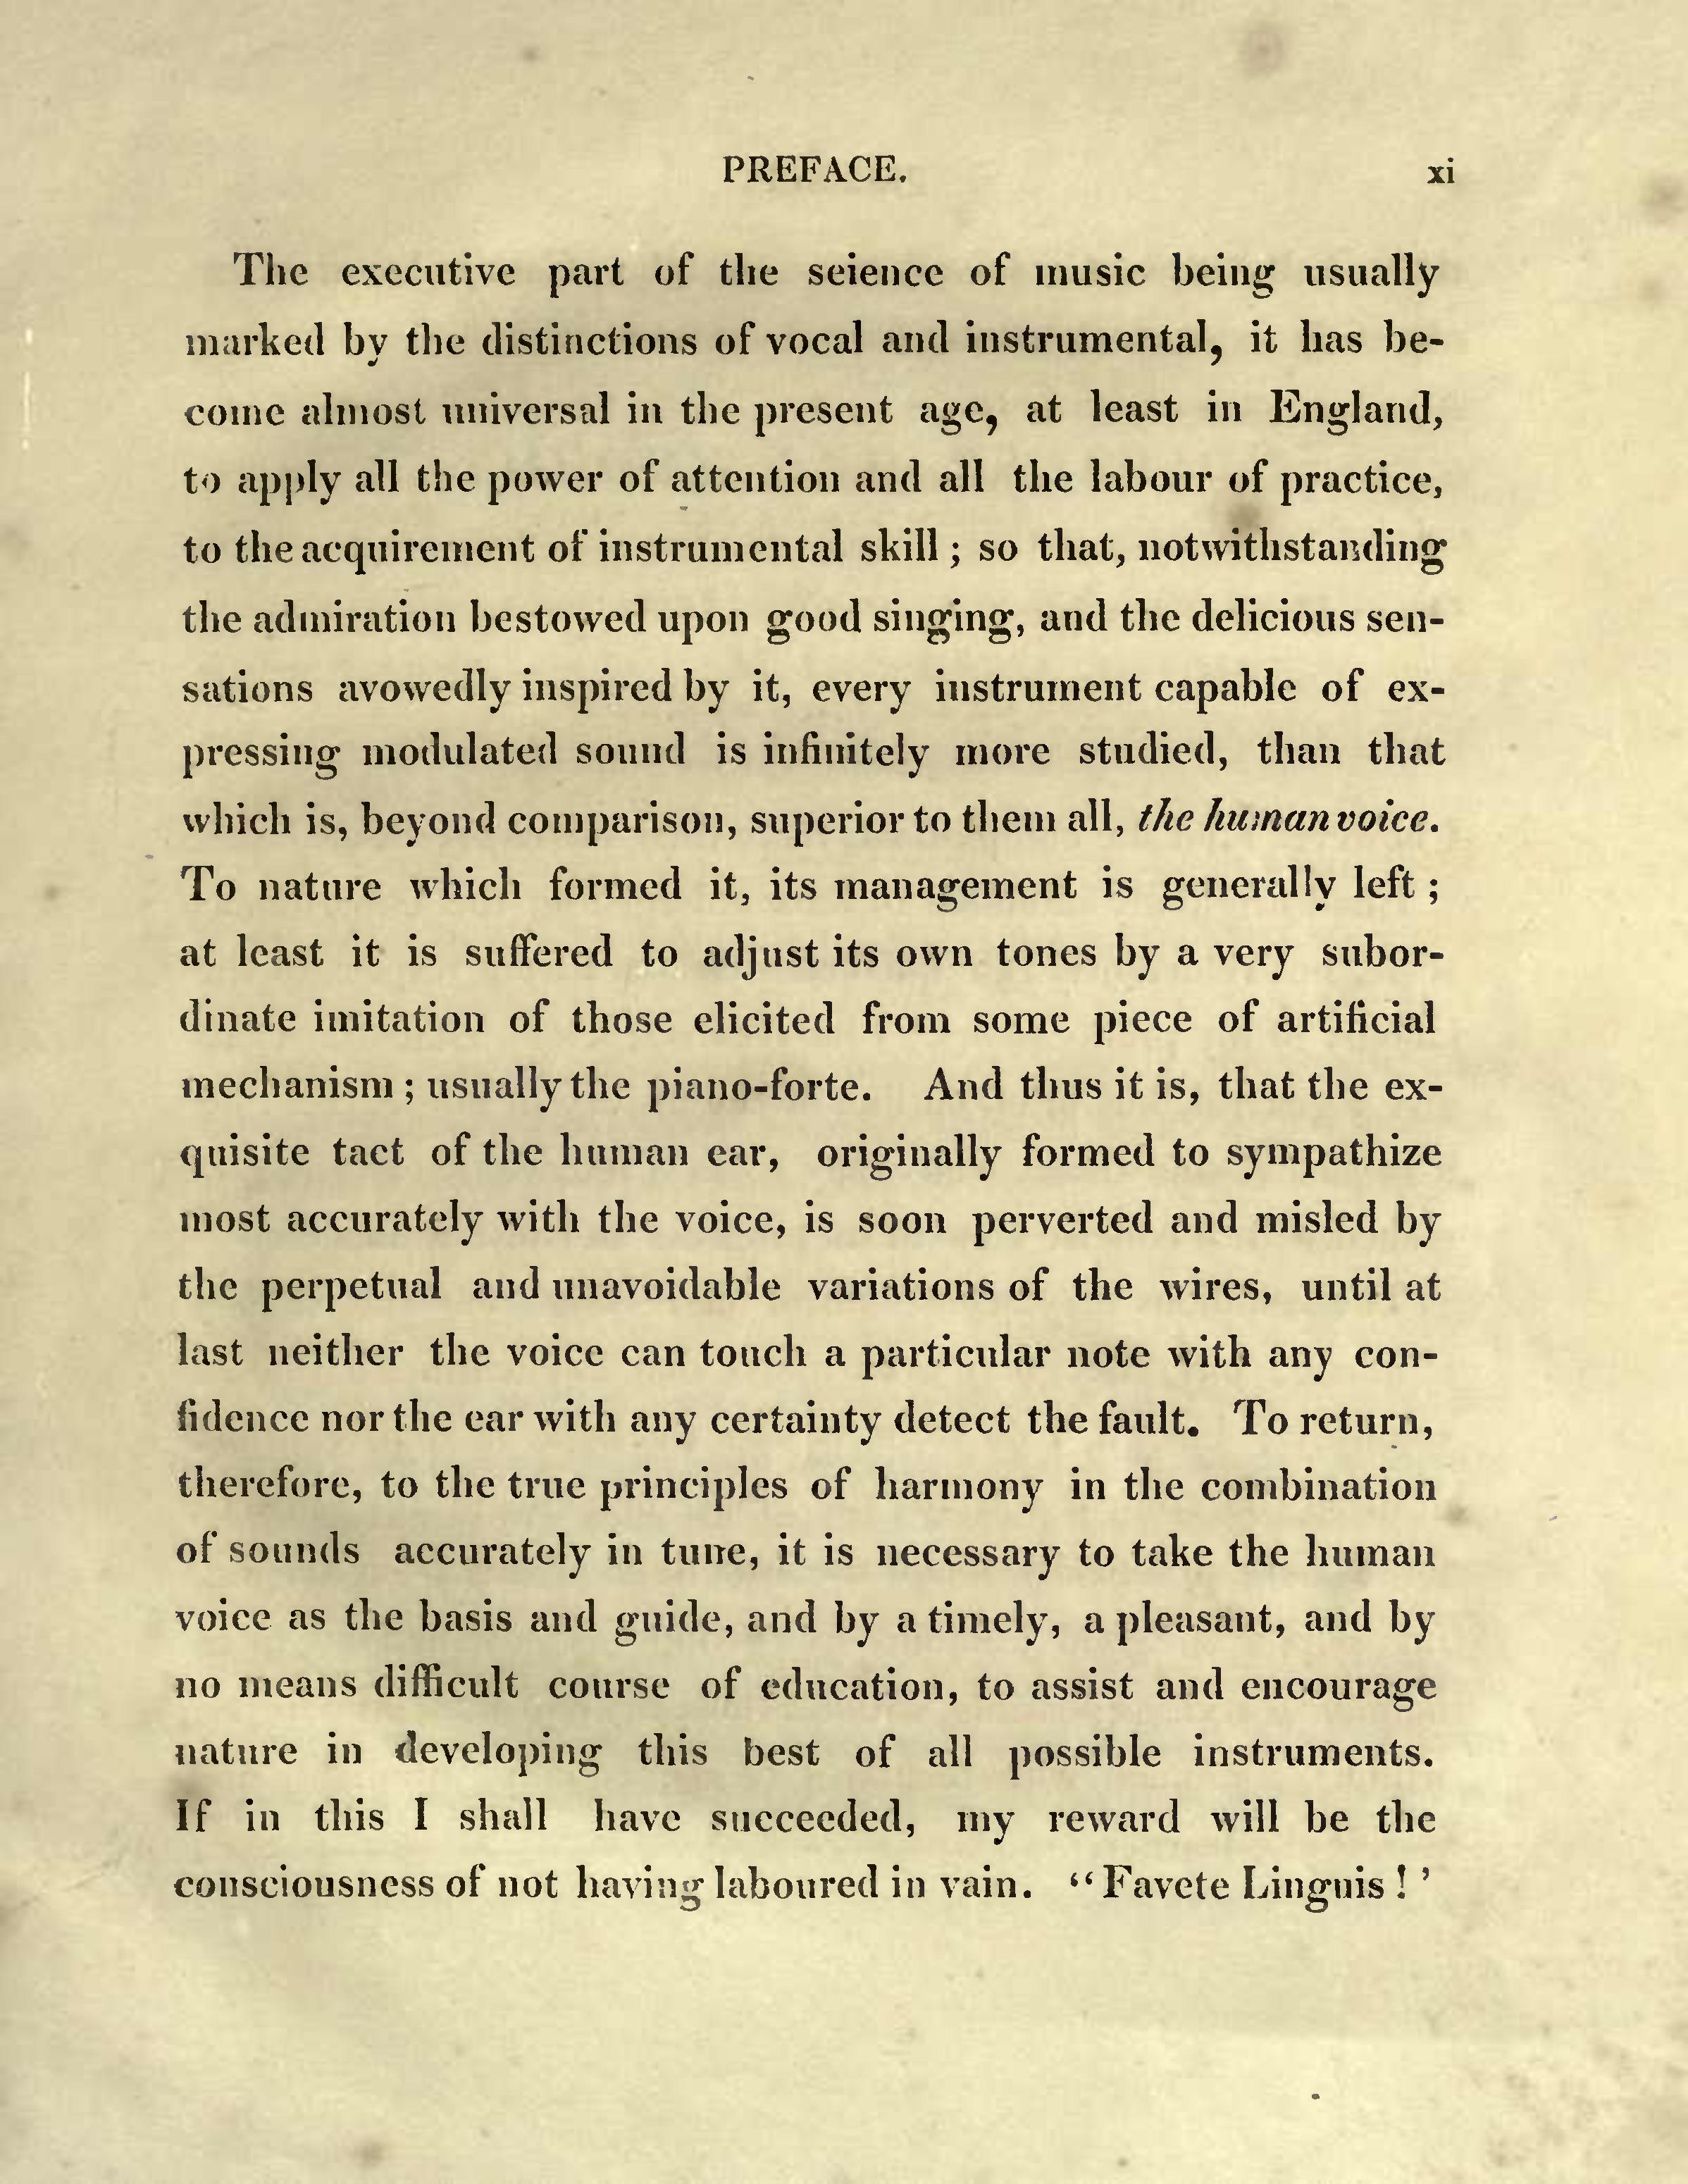 PREFACE. xi
The executive part of the seience of music being usually
marked by the distinctions of vocal and instrumental, it has be-
come almost universal in the present age, at least in England,
to apply all the power of attention and all the labour of practice,
to the acquirement of instrumental skill ; so that, notwithstanding
the admiration bestowed upon good singing, and the delicious sen-
sations avowedly inspired by it, every instrument capable of ex-
pressing modulated sound is infinitely more studied, than that
which is, beyond comparison, superior to them all, the human voice.
To nature which formed it, its management is generally left ;
at least it is suffered to adjust its own tones by a very subor-
dinate imitation of those elicited from some piece of artificial
mechanism ; usually the piano-forte. And thus it is, that the ex-
quisite tact of the human ear, originally formed to sympathize
most accurately with the voice, is soon perverted and misled by
the perpetual and unavoidable variations of the wires, until at
last neither the voice can touch a particular note with any con-
fidence nor the ear with any certainty detect the fault. To return,
therefore, to the true principles of harmony in the combination
of sounds accurately in tune, it is necessary to take the human
voice as the basis and guide, and by a timely, a pleasant, and by
no means difficult course of education, to assist and encourage
nature in developing this best of all possible instruments.
If in this I shall have succeeded, my reward will be the
consciousness of not having laboured in vain. “Favete Linguis ! ’